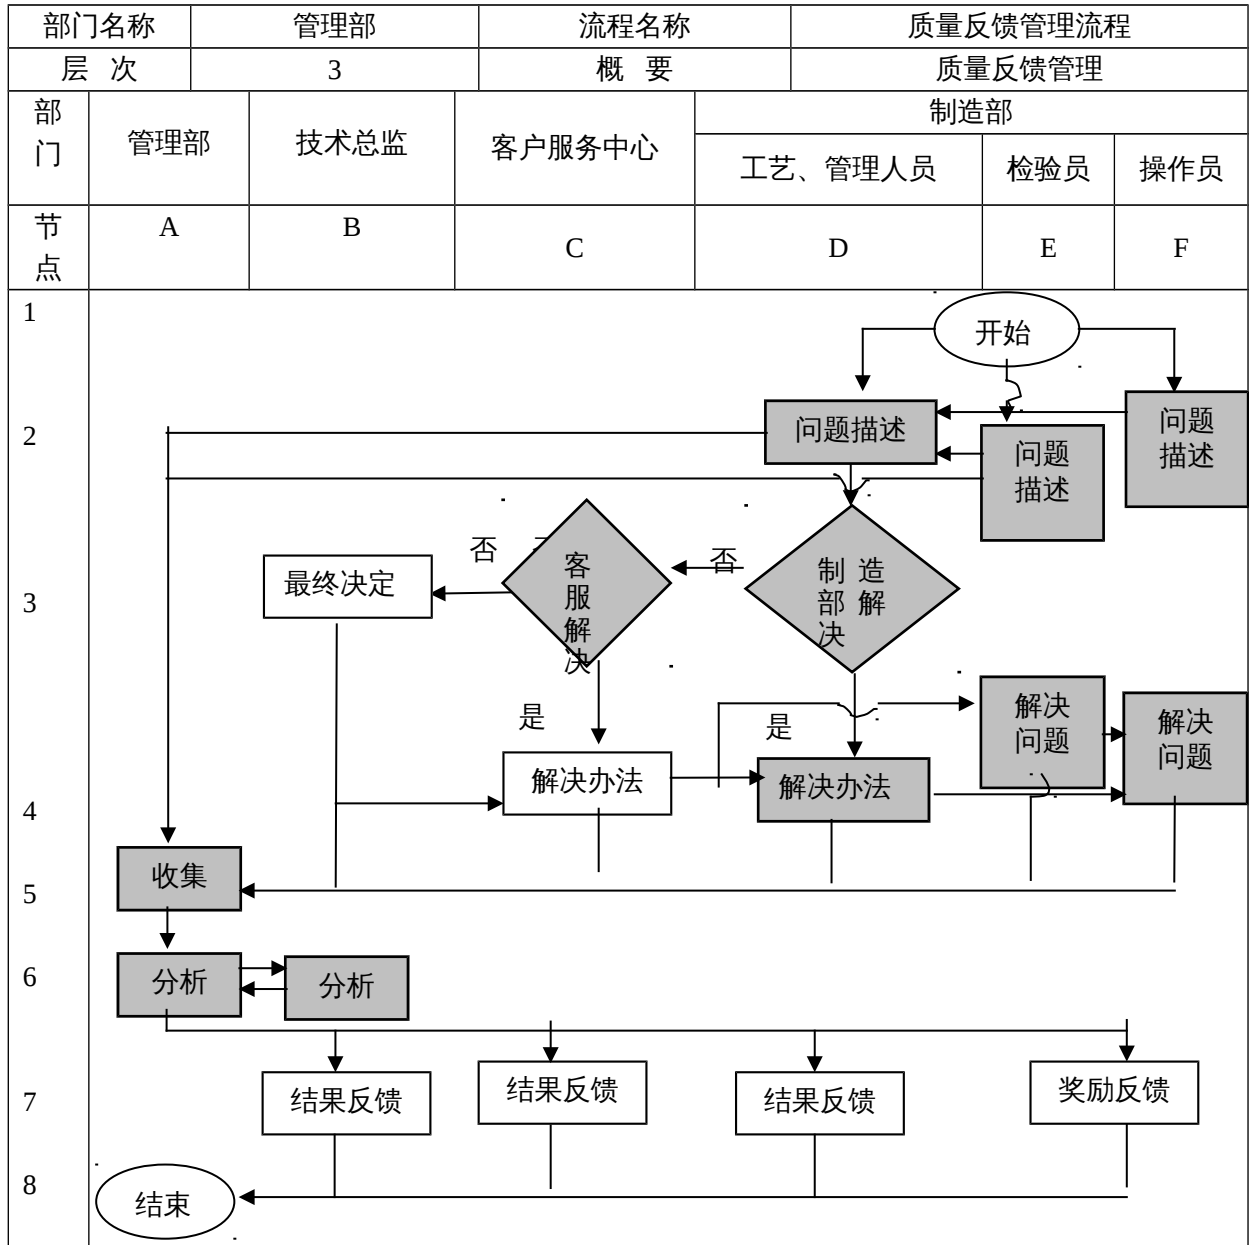 部门名称 管理部 流程名称 质量反馈管理流程
层 次 3 概 要 质量反馈管理
部
门
管理部 技术总监 客户服务中心 制造部
工艺、管理人员 检验员 操作员
节
点
A B C D E F
1
开始
2
问题描述
问题
描述
问题
描述
3
最终决定
否
客
服
解
决
否
制 造
部 解
决
是
是
解决办法
解决办法
解决
问题
解决
问题
4
收集
5
6
分析
分析
7
结果反馈
结果反馈
结果反馈
奖励反馈
8
结束